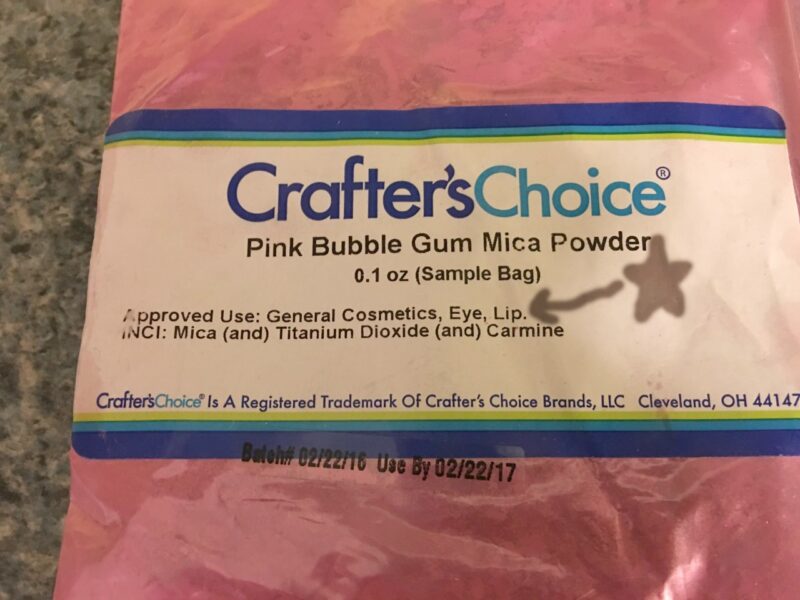 Crafter'sChoice®
Pink Bubble Gum Mica Powder
0.1 oz (Sample Bag)
Approved Use: General Cosmetics, Eye, Lip.
INCI: Mica (and) Titanium Dioxide (and) Carmine
Crafter'sChoice® Is A Registered Trademark Of Crafter's Choice Brands, LLC Cleveland, OH 44147
Batch# 02/22/16 Use By 02/22/17